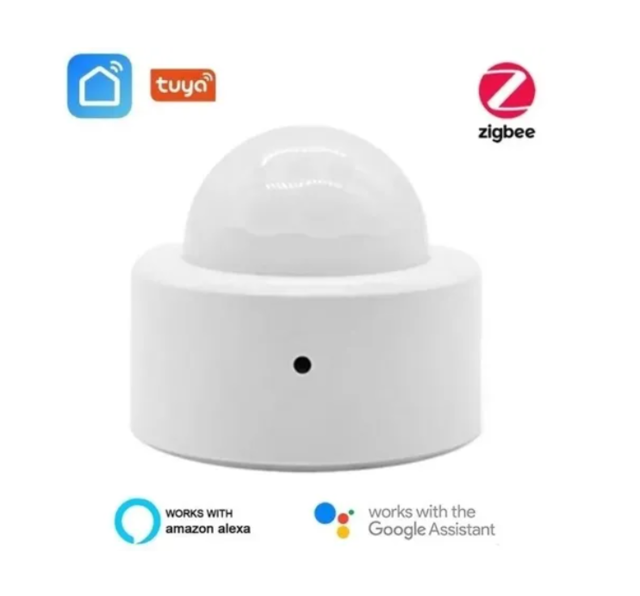 tuya
zigbee
WORKS WITH
amazon alexa
works with the
Google Assistant